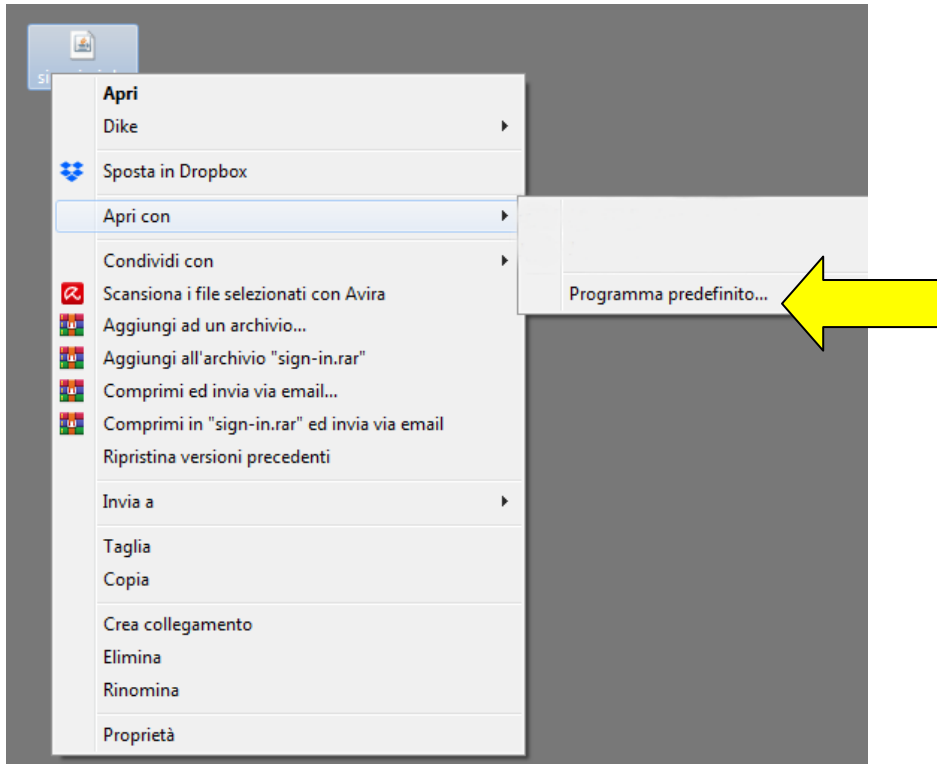 Apri
Dike
Sposta in Dropbox
Apri con
Programma predefinito...
Condividi con
Scansiona i file selezionati con Avira
Aggiungi ad un archivio...
Aggiungi all'archivio "sign-in.rar"
Comprimi ed invia via email...
Comprimi in "sign-in.rar" ed invia via email
Ripristina versioni precedenti
Invia a
Taglia
Copia
Crea collegamento
Elimina
Rinomina
Proprietà